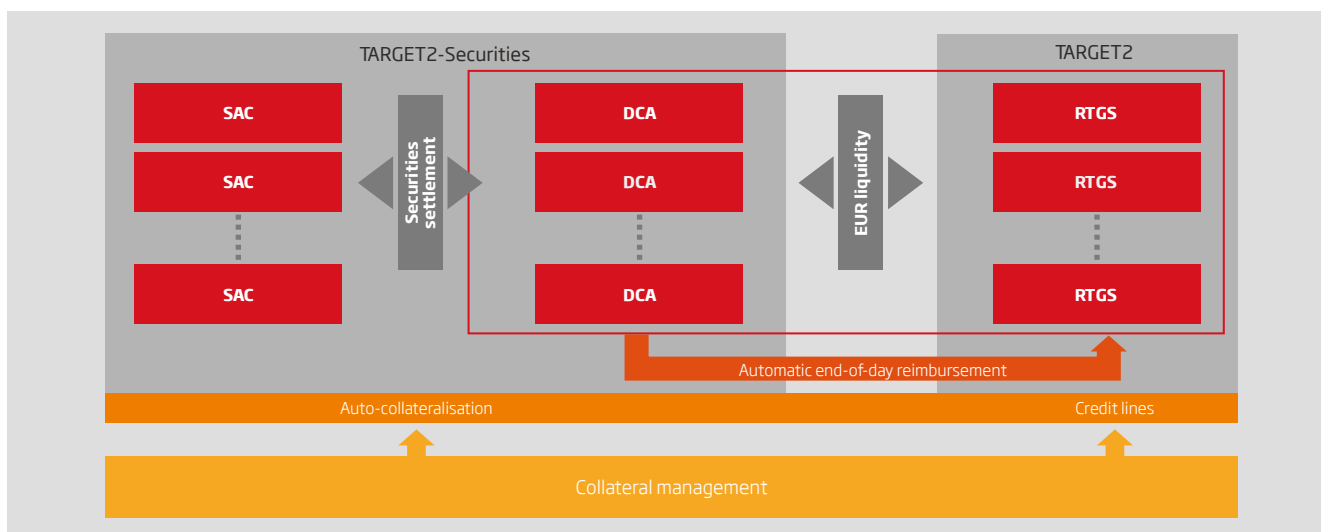 TARGET2-Securities
TARGET2
SAC
DCA
RTGS
SAC
DCA
RTGS
Securities
settlement
EUR liquidity
SAC
DCA
RTGS
Automatic end-of-day reimbursement
Auto-collateralisation
Credit lines
Collateral management